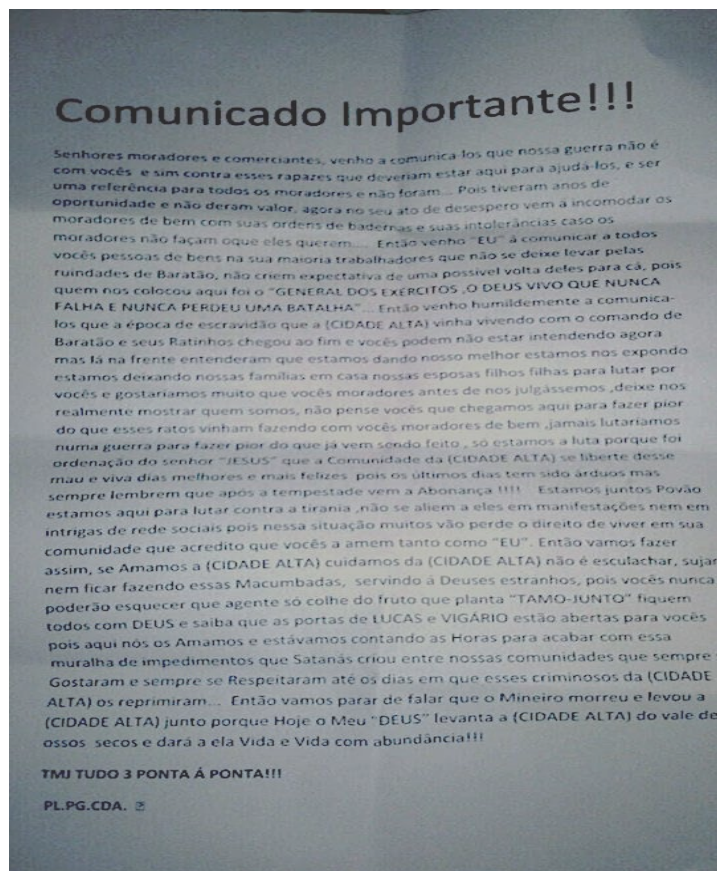 Comunicado Importante!!!
Senhores moradores e comerciantes, venho a comunica-los que nossa guerra não é
com vocês e sim contra esses rapazes que deveriam estar aqui para ajudá-los, e ser
uma referência para todos os moradores e não foram... Pois tiveram anos de
oportunidade e não deram valor, agora no seu ato de desespero vem á incomodar os
moradores de bem com suas ordens de badernas e suas intolerâncias caso os
moradores não façam oque eles querem.... Então venho "EU" á comunicar a todos
vocês pessoas de bens na sua maioria trabalhadores que não se deixe levar pelas
ruindades de Baratão, não criem expectativa de uma possível volta deles para cá, pois
quem nos colocou aqui foi o "GENERAL DOS EXÉRCITOS ,O DEUS VIVO QUE NUNCA
FALHA E NUNCA PERDEU UMA BATALHA"... Então venho humildemente a comunica-
los que a época de escravidão que a (CIDADE ALTA) vinha vivendo com o comando de
Baratão e seus Ratinhos chegou ao fim e vocês podem não estar intendendo agora
mas lá na frente entenderam que estamos dando nosso melhor estamos nos expondo
estamos deixando nossas famílias em casa nossas esposas filhos filhas para lutar por
vocês e gostaríamos muito que vocês moradores antes de nos julgássemos ,deixe nos
realmente mostrar quem somos, não pense vocês que chegamos aqui para fazer pior
do que esses ratos vinham fazendo com vocês moradores de bem ,jamais lutaríamos
numa guerra para fazer pior do que já vem sendo feito , só estamos a luta porque foi
ordenação do senhor "JESUS" que a Comunidade da (CIDADE ALTA) se liberte desse
mau e viva dias melhores e mais felizes pois os últimos dias tem sido árduos mas
sempre lembrem que após a tempestade vem a Abonança !!!! Estamos juntos Povão
estamos aqui para lutar contra a tirania ,não se aliem a eles em manifestações nem em
intrigas de rede sociais pois nessa situação muitos vão perde o direito de viver em sua
comunidade que acredito que vocês a amem tanto como "EU". Então vamos fazer
assim, se Amamos a (CIDADE ALTA) cuidamos da (CIDADE ALTA) não é esculachar, sujar
nem ficar fazendo essas Macumbadas, servindo á Deuses estranhos, pois vocês nunca
poderão esquecer que agente só colhe do fruto que planta "TAMO-JUNTO" fiquem
todos com DEUS e saiba que as portas de LUCAS e VIGÁRIO estão abertas para vocês
pois aqui nós os Amamos e estávamos contando as Horas para acabar com essa
muralha de impedimentos que Satanás criou entre nossas comunidades que sempre
Gostaram e sempre se Respeitaram até os dias em que esses criminosos da (CIDADE
ALTA) os reprimiram... Então vamos parar de falar que o Mineiro morreu e levou a
(CIDADE ALTA) junto porque Hoje o Meu "DEUS" levanta a (CIDADE ALTA) do vale de
ossos secos e dará a ela Vida e Vida com abundância!!!
TMJ TUDO 3 PONTA Á PONTA!!!
PL.PG.CDA.